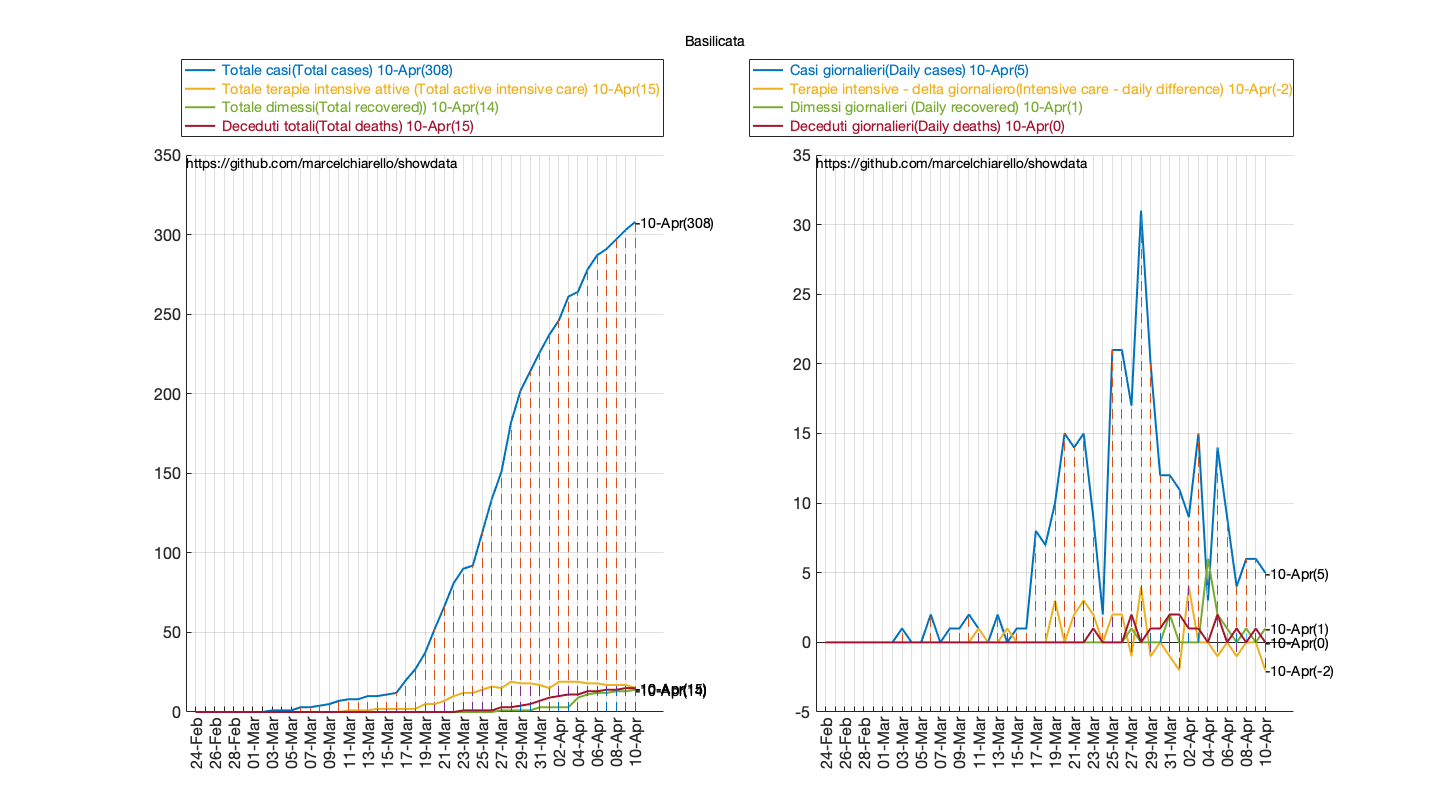 Basilicata
Totale casi(Total cases) 10-Apr(308)
Totale terapie intensive attive (Total active intensive care) 10-Apr(15)
Totale dimessi(Total recovered)) 10-Apr(14)
Deceduti totali(Total deaths) 10-Apr(15)
350
300
250
200
150
100
50
0
https://github.com/marcelchiarello/showdata
-10-Apr(308)
-10-Apr(15)
-10-Apr(14)
24-Feb
26-Feb
28-Feb
01-Mar
03-Mar
05-Mar
07-Mar
09-Mar
11-Mar
13-Mar
15-Mar
17-Mar
19-Mar
21-Mar
23-Mar
25-Mar
27-Mar
29-Mar
31-Mar
02-Apr
04-Apr
06-Apr
08-Apr
10-Apr
Casi giornalieri(Daily cases) 10-Apr(5)
Terapie intensive - delta giornaliero(Intensive care - daily difference) 10-Apr(-2)
Dimessi giornalieri (Daily recovered) 10-Apr(1)
Deceduti giornalieri(Daily deaths) 10-Apr(0)
35
30
25
20
15
10
5
0
-5
https://github.com/marcelchiarello/showdata
-10-Apr(5)
-10-Apr(1)
-10-Apr(0)
-10-Apr(-2)
24-Feb
26-Feb
28-Feb
01-Mar
03-Mar
05-Mar
07-Mar
09-Mar
11-Mar
13-Mar
15-Mar
17-Mar
19-Mar
21-Mar
23-Mar
25-Mar
27-Mar
29-Mar
31-Mar
02-Apr
04-Apr
06-Apr
08-Apr
10-Apr